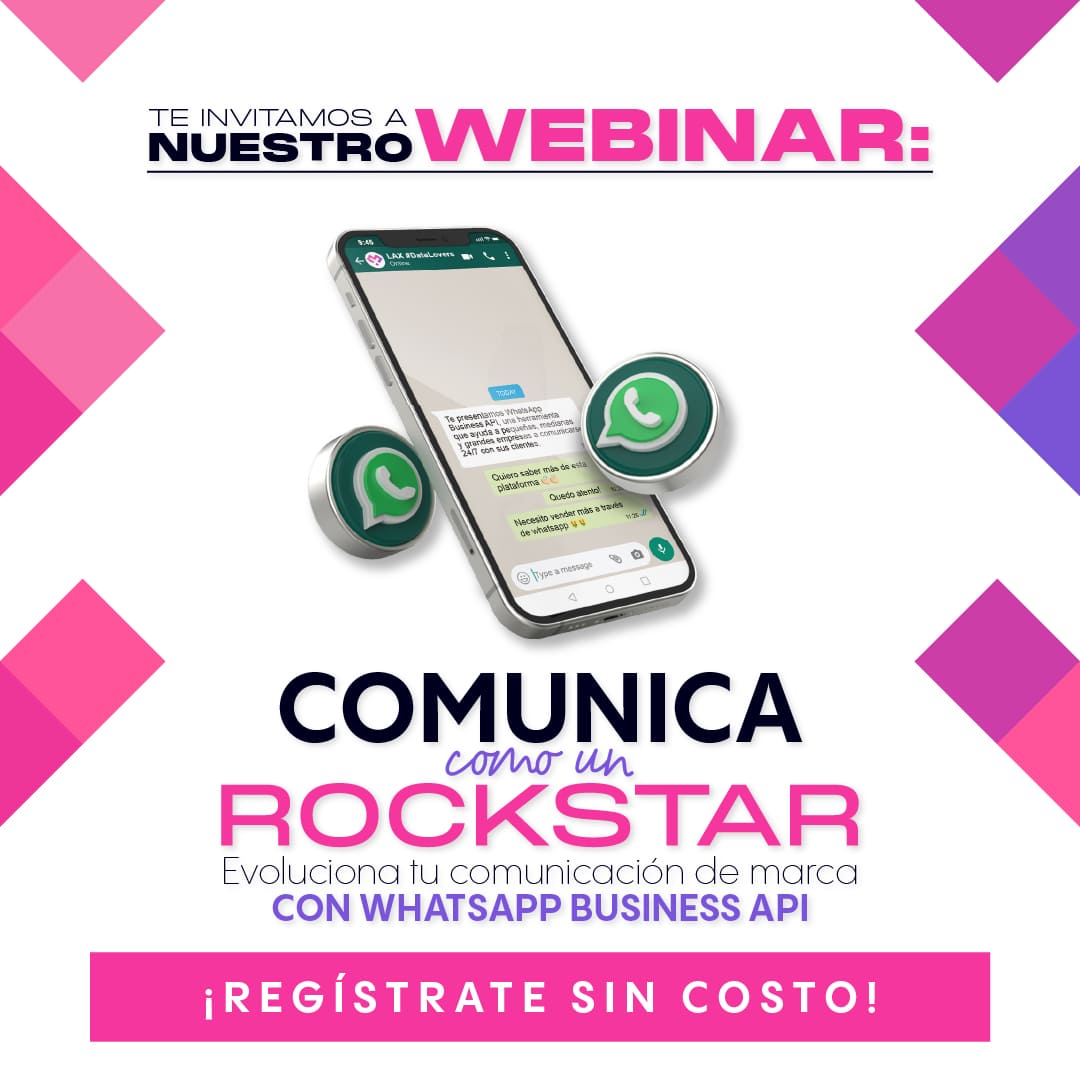 TE INVITAMOS A
NUESTRO WEBINAR:
9:45
LAX #DataLovers
Online
TODAY
Te presentamos WhatsApp
Business API, una herramienta
que ayuda a pequeñas, medianas
y grandes empresas a comunicarse
24/7 con sus clientes.
Quiero saber más de esta
plataforma 👏🏻👏🏻
Quedo atento!
Necesito vender más a través
de whatsapp 🤘🤘 11:26
Type a message
COMUNICA
como un
ROCKSTAR
Evoluciona tu comunicación de marca
CON WHATSAPP BUSINESS API
¡REGÍSTRATE SIN COSTO!